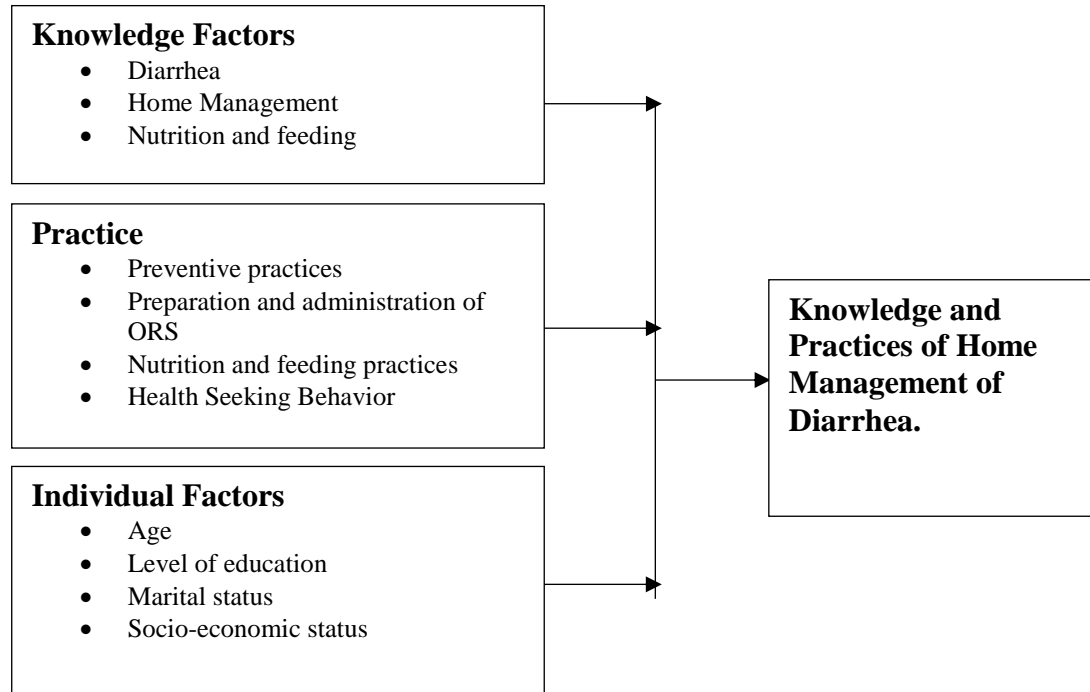 Knowledge Factors
• Diarrhea
• Home Management
• Nutrition and feeding
Practice
• Preventive practices
• Preparation and administration of
ORS
• Nutrition and feeding practices
• Health Seeking Behavior
Individual Factors
• Age
• Level of education
• Marital status
• Socio-economic status
Knowledge and
Practices of Home
Management of
Diarrhea.